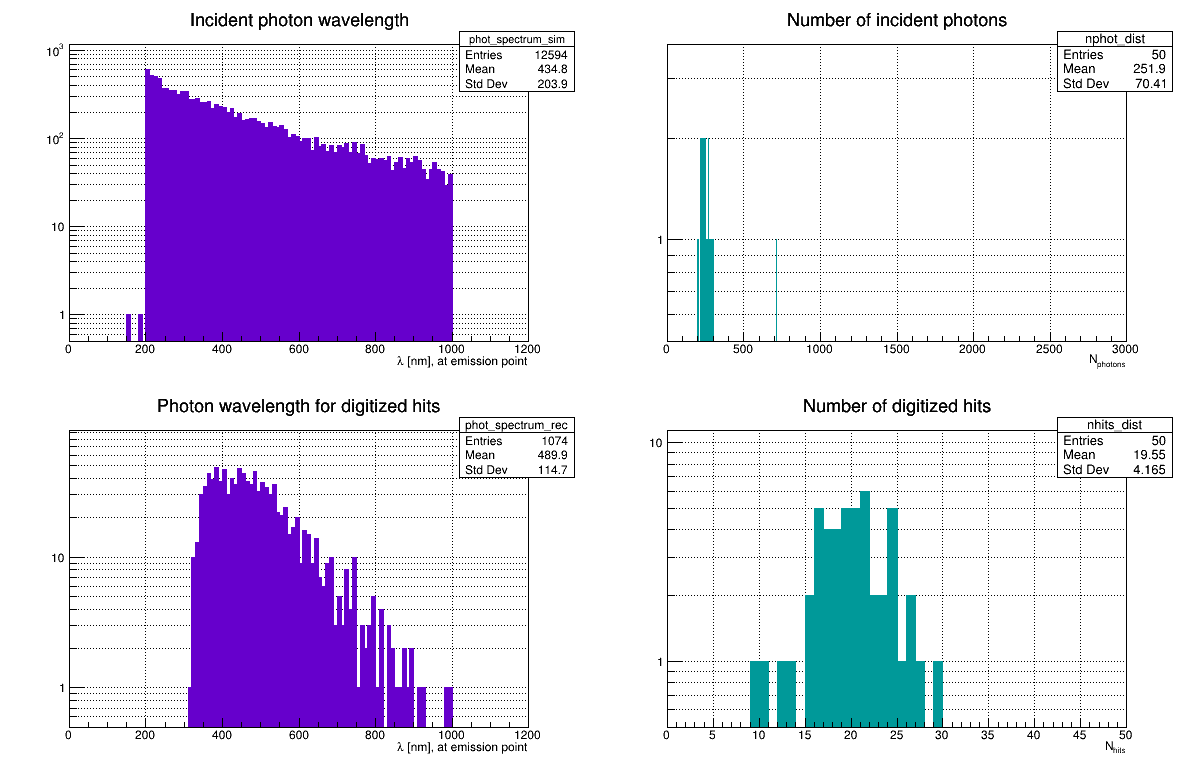 Incident photon wavelength
phot_spectrum_sim
Entries 12594
Mean 434.8
Std Dev 203.9
10³
10²
10
1
0 200 400 600 800 1000 1200
λ [nm], at emission point
Number of incident photons
nphot_dist
Entries 50
Mean 251.9
Std Dev 70.41
1
0 500 1000 1500 2000 2500 3000
Nphotons
Photon wavelength for digitized hits
phot_spectrum_rec
Entries 1074
Mean 489.9
Std Dev 114.7
10
1
0 200 400 600 800 1000 1200
λ [nm], at emission point
Number of digitized hits
nhits_dist
Entries 50
Mean 19.55
Std Dev 4.165
10
1
0 5 10 15 20 25 30 35 40 45 50
Nhits